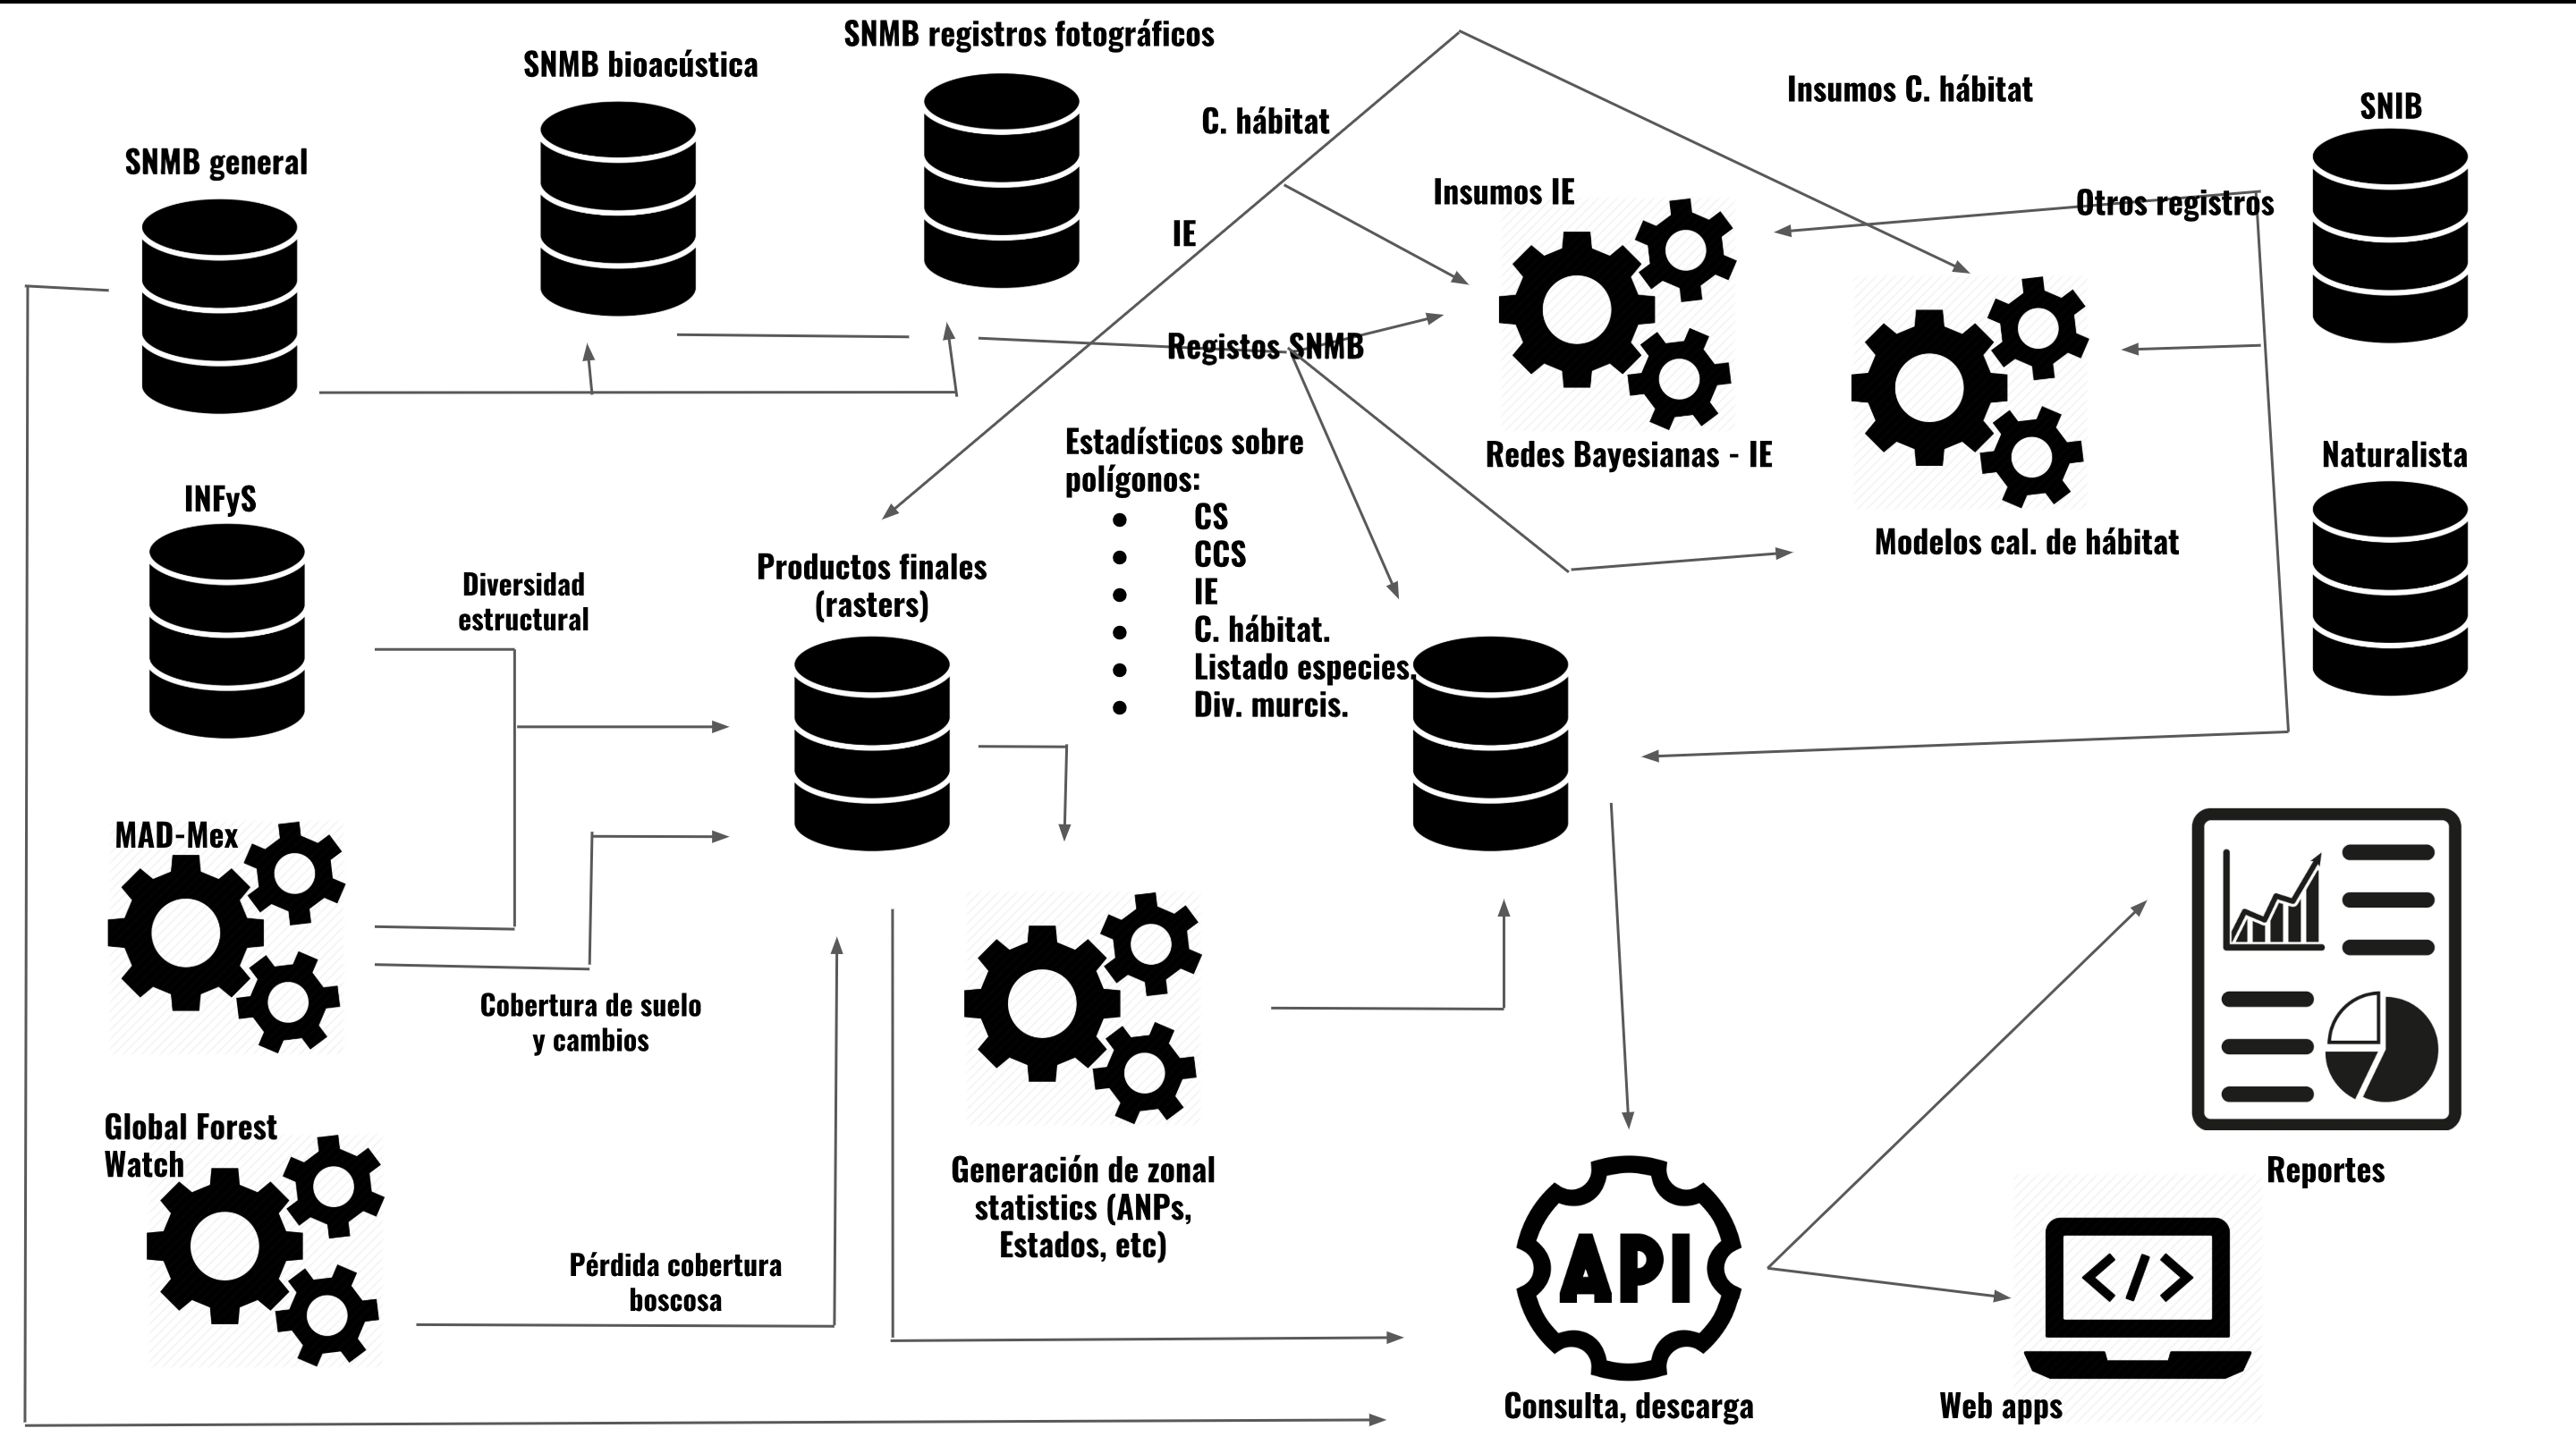 SNMB registros fotográficos
SNMB bioacústica
Insumos C. hábitat
SNIB
C. hábitat
SNMB general
Insumos IE
Otros registros
IE
Registos SNMB
Estadísticos sobre
polígonos:
● CS
● CCS
● IE
● C. hábitat.
● Listado especies.
● Div. murcis.
Redes Bayesianas - IE
Naturalista
INFyS
Modelos cal. de hábitat
Diversidad
estructural
Productos finales
(rasters)
MAD-Mex
Cobertura de suelo
y cambios
Global Forest
Watch
Generación de zonal
statistics (ANPs,
Estados, etc)
Reportes
Pérdida cobertura
boscosa
API
</>
Consulta, descarga
Web apps